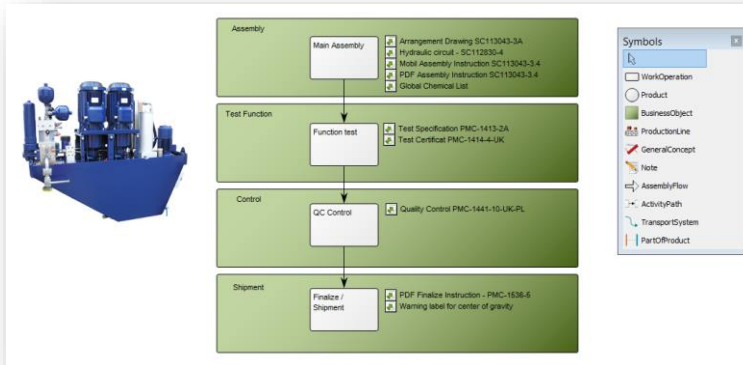 Assembly
Main Assembly
Arrangement Drawing SC113043-3A
Hydraulic circuit - SC112830-4
Mobil Assembly Instruction SC113043-3.4
PDF Assembly Instruction SC113043-3.4
Global Chemical List
Test Function
Function test
Test Specification PMC-1413-2A
Test Certificat PMC-1414-4-UK
Control
QC Control
Quality Control PMC-1441-10-UK-PL
Shipment
Finalize /
Shipment
PDF Finalize Instruction - PMC-1636-5
Warning label for center of gravity
Symbols
WorkOperation
Product
BusinessObject
ProductionLine
GeneralConcept
Note
AssemblyFlow
ActivityPath
TransportSystem
PartOfProduct